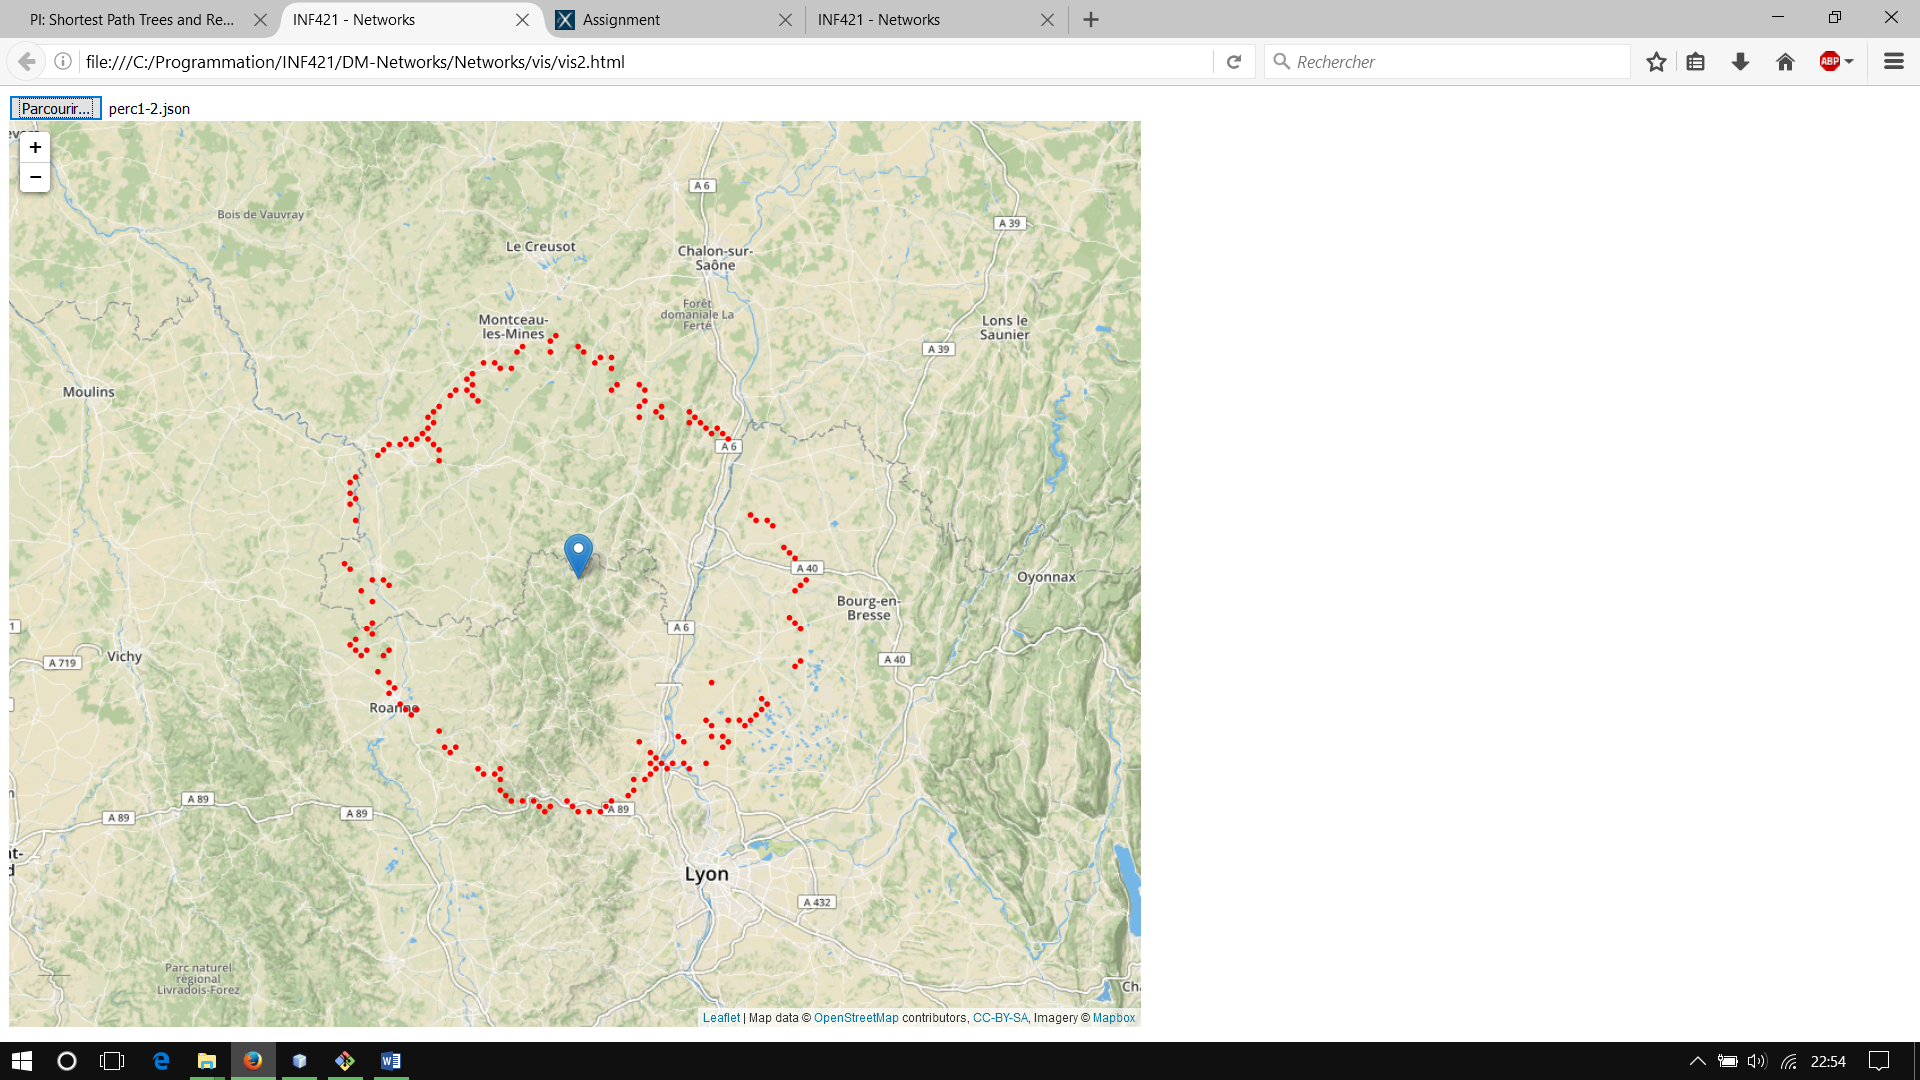 PI: Shortest Path Trees and Re...
INF421 - Networks
Assignment
INF421 - Networks
file:///C:/Programmation/INF421/DM-Networks/Networks/vis/vis2.html
Rechercher
ABP
Parcourir...
perc1-2.json
+
−
A 6
Bois de Vauvray
A 39
Le Creusot
Chalon-sur-
Saône
Forêt
domaniale La
Ferté
Montceau-
les-Mines
Lons le
Saunier
A 39
Moulins
A 6
A 40
Oyonnax
Bourg-en-
Bresse
1
A 6
Vichy
A 719
A 40
Roanne
A 89
A 89
A 89
A 89
Lyon
A 432
Parc naturel
régional
Livradois-Forez
Leaflet | Map data © OpenStreetMap contributors, CC-BY-SA, Imagery © Mapbox
22:54